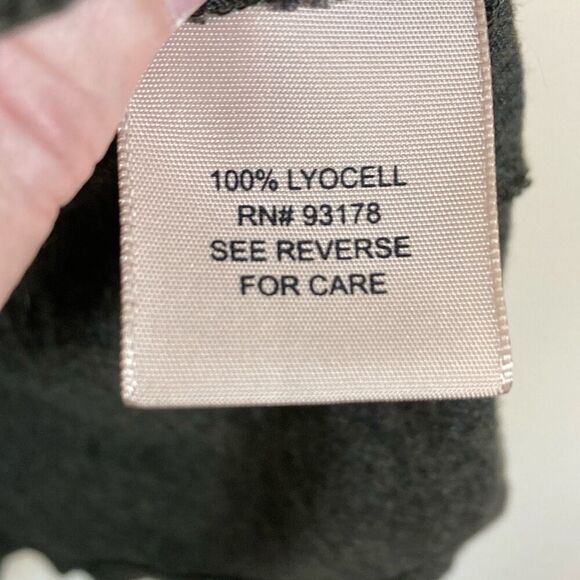 100% LYOCELL
RN# 93178
SEE REVERSE
FOR CARE